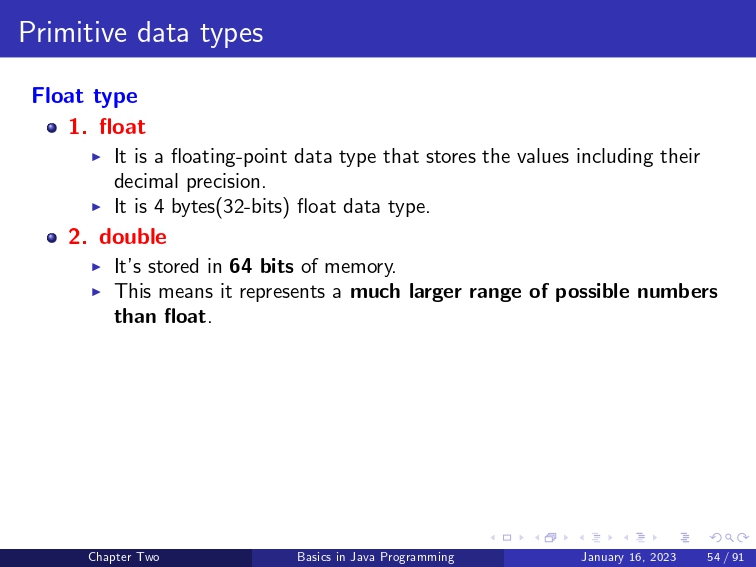 Primitive data types
Float type
1. float
It is a floating-point data type that stores the values including their
decimal precision.
It is 4 bytes(32-bits) float data type.
2. double
It's stored in 64 bits of memory.
This means it represents a much larger range of possible numbers
than float.
Chapter Two Basics in Java Programming January 16, 2023 54 / 91